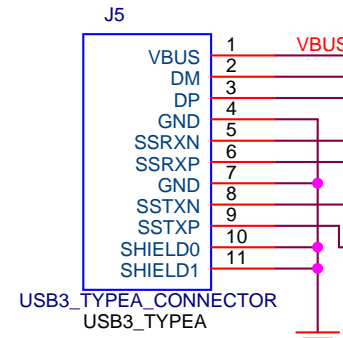 J5
VBUS 1 VBUS
DM 2
DP 3
GND 4
SSRXN 5
SSRXP 6
GND 7
SSTXN 8
SSTXP 9
SHIELD0 10
SHIELD1 11
USB3_TYPEA_CONNECTOR
USB3_TYPEA